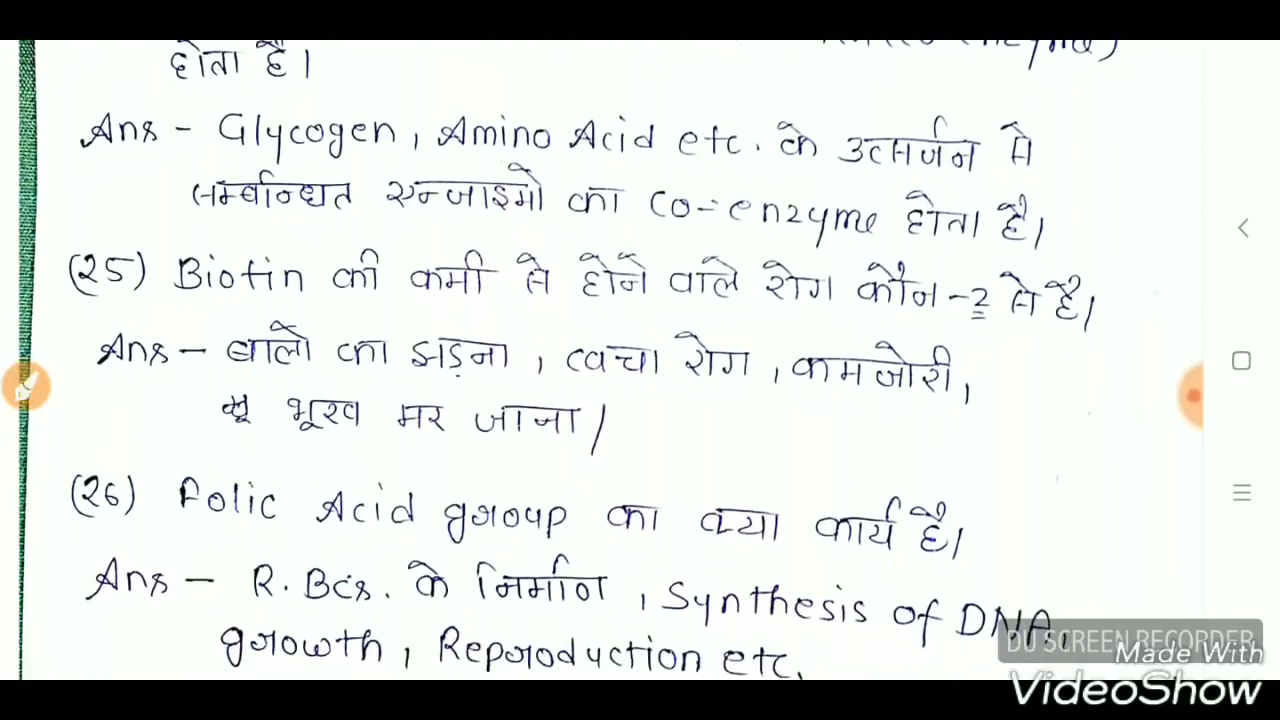 होता है।
Ans - Glycogen, Amino Acid etc. के उत्सर्जन मे
सम्बन्धित एन्जाइमो का Co-enzyme होता है।
(25) Biotin की कमी से होने वाले रोग कौन-2 से है।
Ans - बालो का झड़ना, त्वचा रोग, कमजोरी,
भूख मर जाना।
(26) Folic Acid group का क्या कार्य है।
Ans - R.Bcs. के निर्माण, Synthesis of DNA,
growth, Reproduction etc.
DU SCREEN RECORDER
Made With
VideoShow